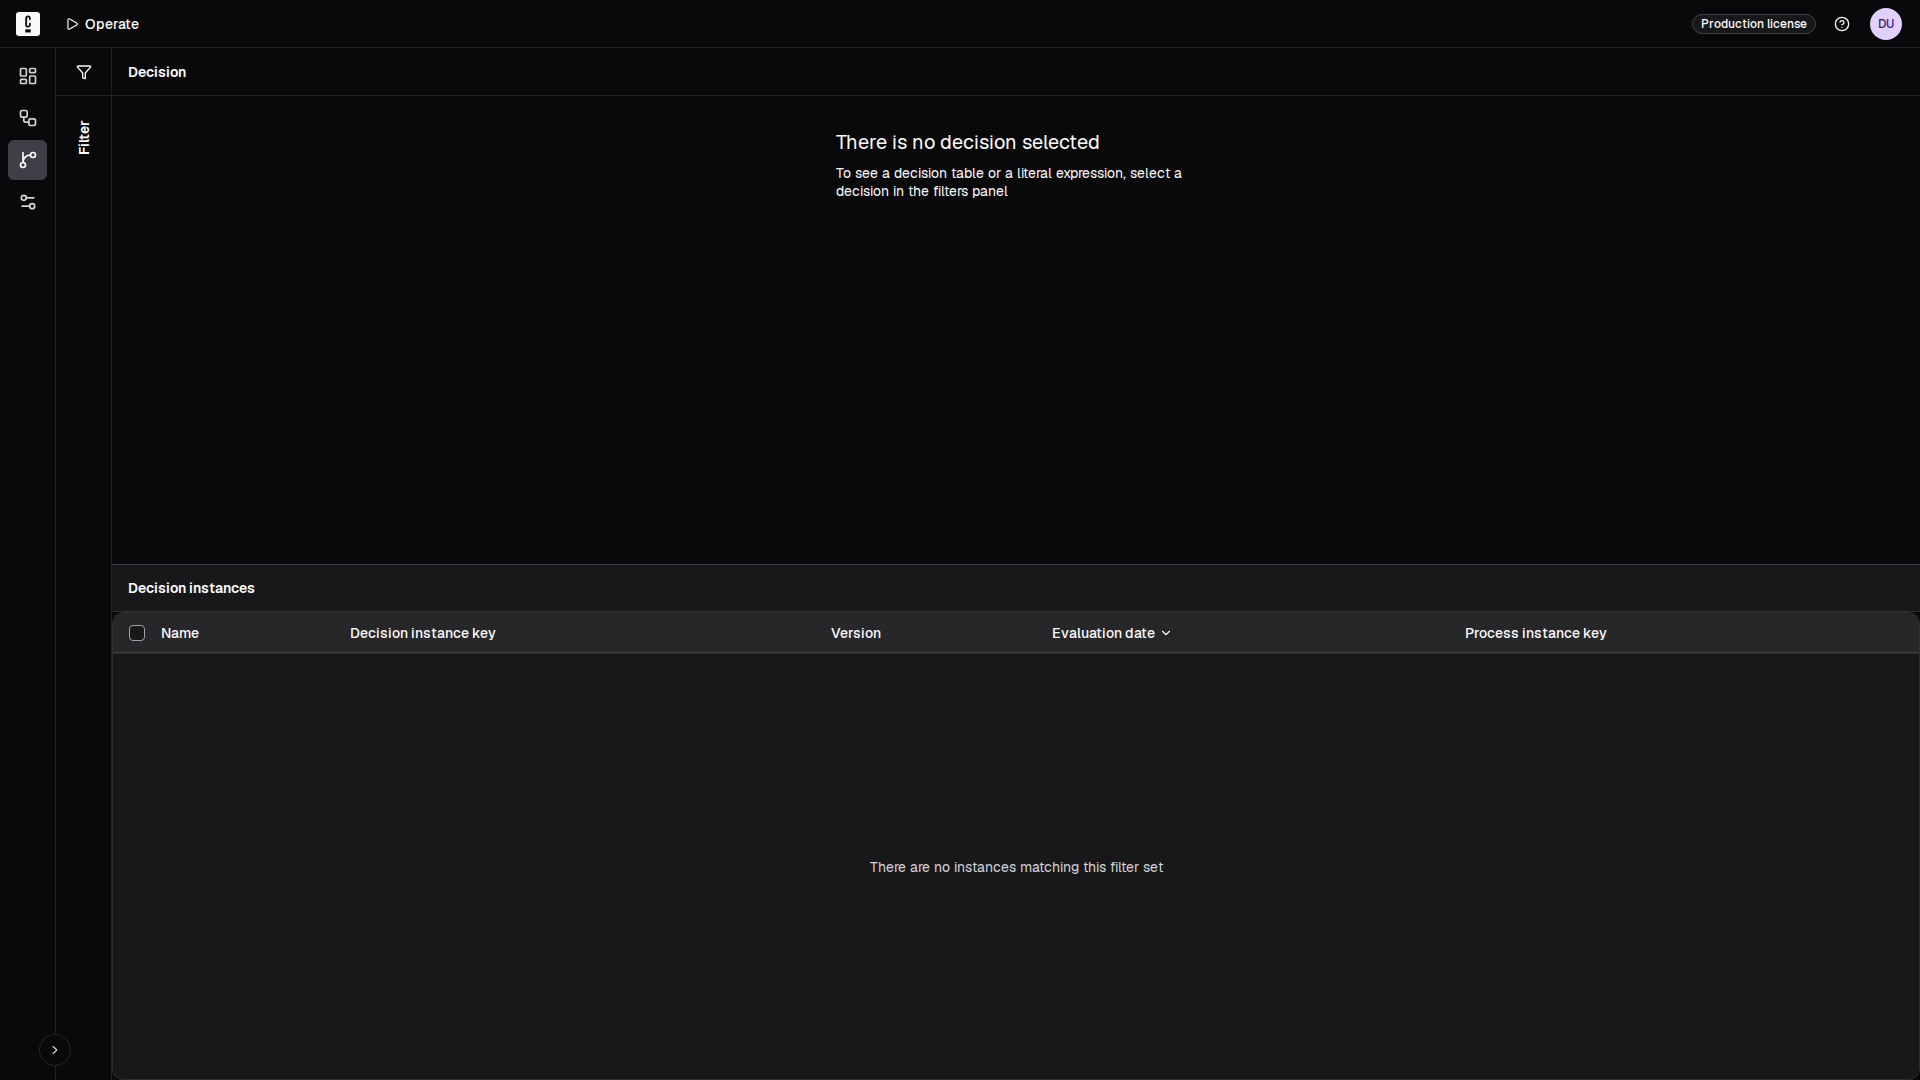 Operate
Production license
DU
Decision
Filter
There is no decision selected
To see a decision table or a literal expression, select a
decision in the filters panel
Decision instances
Name Decision instance key Version Evaluation date Process instance key
There are no instances matching this filter set